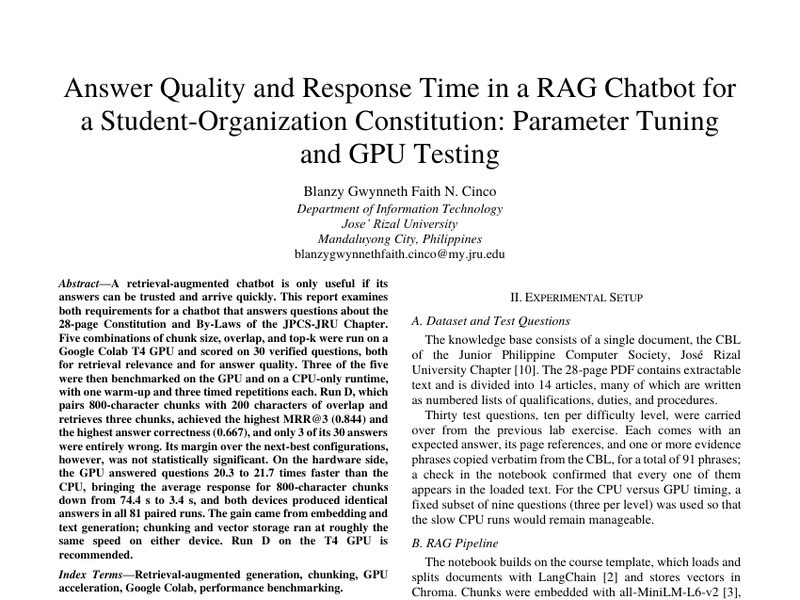 Answer Quality and Response Time in a RAG Chatbot for
a Student-Organization Constitution: Parameter Tuning
and GPU Testing
Blanzy Gwynneth Faith N. Cinco
Department of Information Technology
Jose´ Rizal University
Mandaluyong City, Philippines
blanzygwynnethfaith.cinco@my.jru.edu
Abstract—A retrieval-augmented chatbot is only useful if its
answers can be trusted and arrive quickly. This report examines
both requirements for a chatbot that answers questions about the
28-page Constitution and By-Laws of the JPCS-JRU Chapter.
Five combinations of chunk size, overlap, and top-k were run on a
Google Colab T4 GPU and scored on 30 verified questions, both
for retrieval relevance and for answer quality. Three of the five
were then benchmarked on the GPU and on a CPU-only runtime,
with one warm-up and three timed repetitions each. Run D, which
pairs 800-character chunks with 200 characters of overlap and
retrieves three chunks, achieved the highest MRR@3 (0.844) and
the highest answer correctness (0.667), and only 3 of its 30 answers
were entirely wrong. Its margin over the next-best configurations,
however, was not statistically significant. On the hardware side,
the GPU answered questions 20.3 to 21.7 times faster than the
CPU, bringing the average response for 800-character chunks
down from 74.4 s to 3.4 s, and both devices produced identical
answers in all 81 paired runs. The gain came from embedding and
text generation; chunking and vector storage ran at roughly the
same speed on either device. Run D on the T4 GPU is
recommended.
Index Terms—Retrieval-augmented generation, chunking, GPU
acceleration, Google Colab, performance benchmarking.
II. EXPERIMENTAL SETUP
A. Dataset and Test Questions
The knowledge base consists of a single document, the CBL
of the Junior Philippine Computer Society, José Rizal
University Chapter [10]. The 28-page PDF contains extractable
text and is divided into 14 articles, many of which are written
as numbered lists of qualifications, duties, and procedures.
Thirty test questions, ten per difficulty level, were carried
over from the previous lab exercise. Each comes with an
expected answer, its page references, and one or more evidence
phrases copied verbatim from the CBL, for a total of 91 phrases;
a check in the notebook confirmed that every one of them
appears in the loaded text. For the CPU versus GPU timing, a
fixed subset of nine questions (three per level) was used so that
the slow CPU runs would remain manageable.
B. RAG Pipeline
The notebook builds on the course template, which loads and
splits documents with LangChain [2] and stores vectors in
Chroma. Chunks were embedded with all-MiniLM-L6-v2 [3],